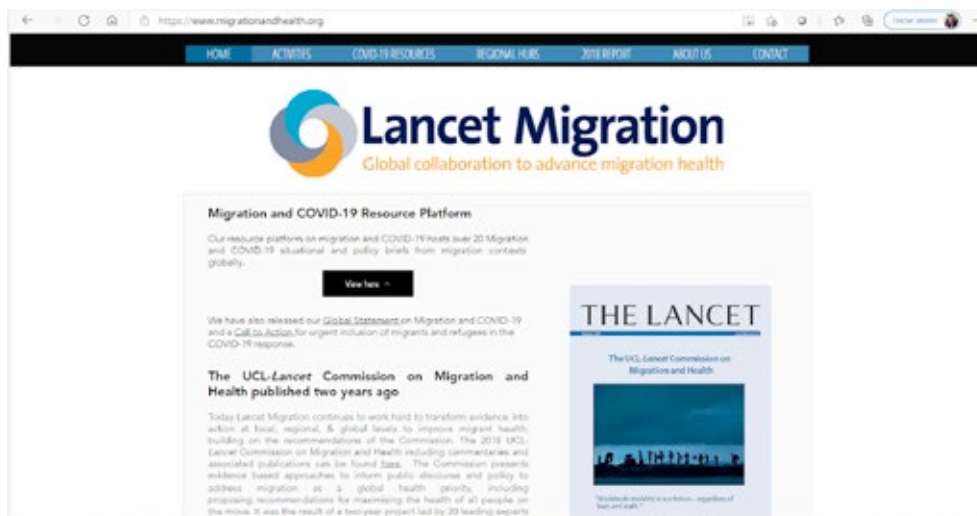 https://www.migrationandhealth.org
HOME ACTIVITIES COVID-19 RESOURCES REGIONAL HUBS 2018 REPORT ABOUT US CONTACT
Lancet Migration
Global collaboration to advance migration health
Migration and COVID-19 Resource Platform
Our resource platform on migration and COVID-19 hosts over 20 Migration
and COVID-19 situational and policy briefs from migration contexts
globally.
View here
We have also released our Global Statement on Migration and COVID-19
and a Call to Action for urgent inclusion of migrants and refugees in the
COVID-19 response.
The UCL-Lancet Commission on Migration and
Health published two years ago
Today Lancet Migration continues to work hard to transform evidence into
action at local, regional, & global levels to improve migrant health,
building on the recommendations of the Commission. The 2018 UCL-
Lancet Commission on Migration and Health including commentaries and
associated publications can be found here. The Commission presents
evidence based approaches to inform public discourse and policy to
address migration as a global health priority, including
proposing recommendations for maximising the health of all people on
the move. It was the result of a two-year project led by 20 leading experts
THE LANCET
The UCL-Lancet Commission on
Migration and Health